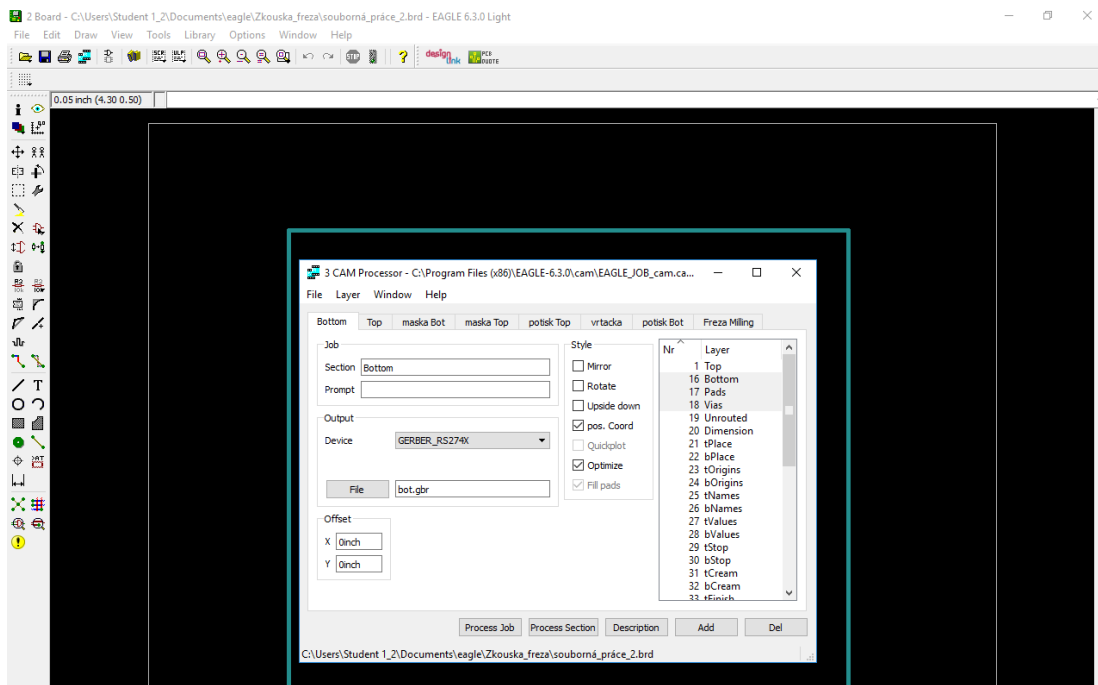 2 Board - C:\Users\Student 1_2\Documents\eagle\Zkouska_freza\souborná_práce_2.brd - EAGLE 6.3.0 Light
File Edit Draw View Tools Library Options Window Help
design link PCB QUOTE
0.05 inch (4.30 0.50)
3 CAM Processor - C:\Program Files (x86)\EAGLE-6.3.0\cam\EAGLE_JOB_cam.ca...
File Layer Window Help
Bottom Top maska Bot maska Top potisk Top vrtacka potisk Bot Freza Milling
Job
Section Bottom
Prompt
Output
Device GERBER_RS274X
File bot.gbr
Offset
X 0inch
Y 0inch
Style
Mirror
Rotate
Upside down
pos. Coord
Quickplot
Optimize
Fill pads
Nr Layer
1 Top
16 Bottom
17 Pads
18 Vias
19 Unrouted
20 Dimension
21 tPlace
22 bPlace
23 tOrigins
24 bOrigins
25 tNames
26 bNames
27 tValues
28 bValues
29 tStop
30 bStop
31 tCream
32 bCream
33 tFinish
Process Job Process Section Description Add Del
C:\Users\Student 1_2\Documents\eagle\Zkouska_freza\souborná_práce_2.brd